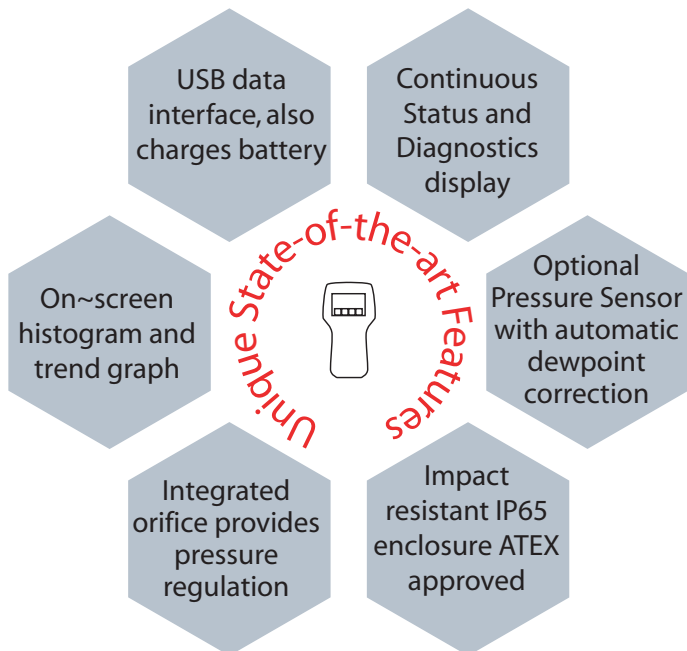 USB data
interface, also
charges battery
Continuous
Status and
Diagnostics
display
On~screen
histogram and
trend graph
Unique State-of-the-art Features
Optional
Pressure Sensor
with automatic
dewpoint
correction
Integrated
orifice provides
pressure
regulation
Impact
resistant IP65
enclosure ATEX
approved